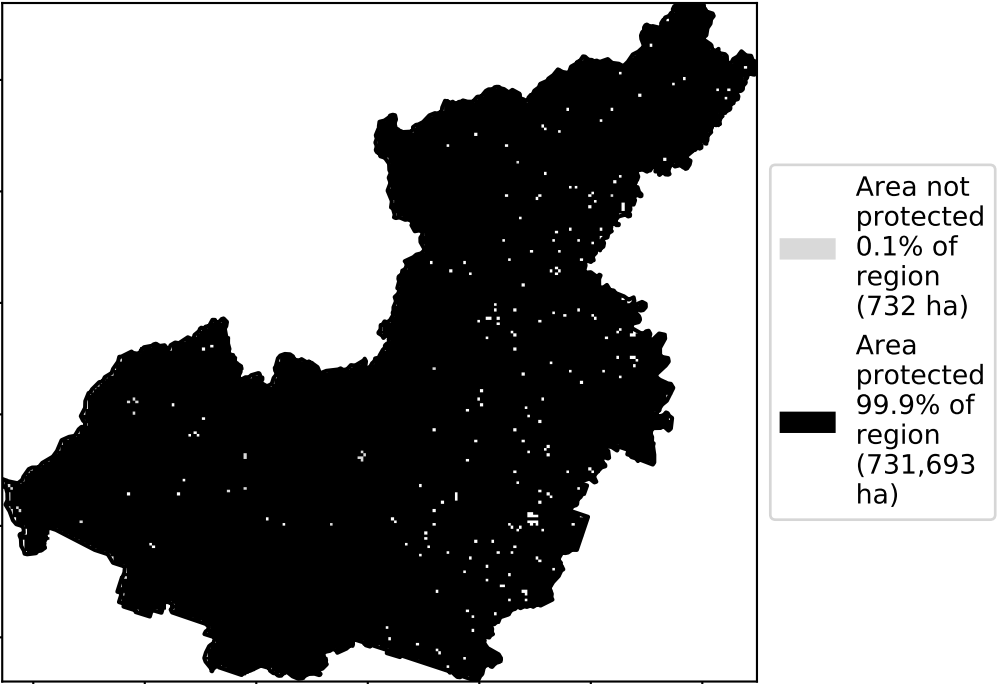 Area not
protected
0.1% of
region
(732 ha)
Area
protected
99.9% of
region
(731,693
ha)